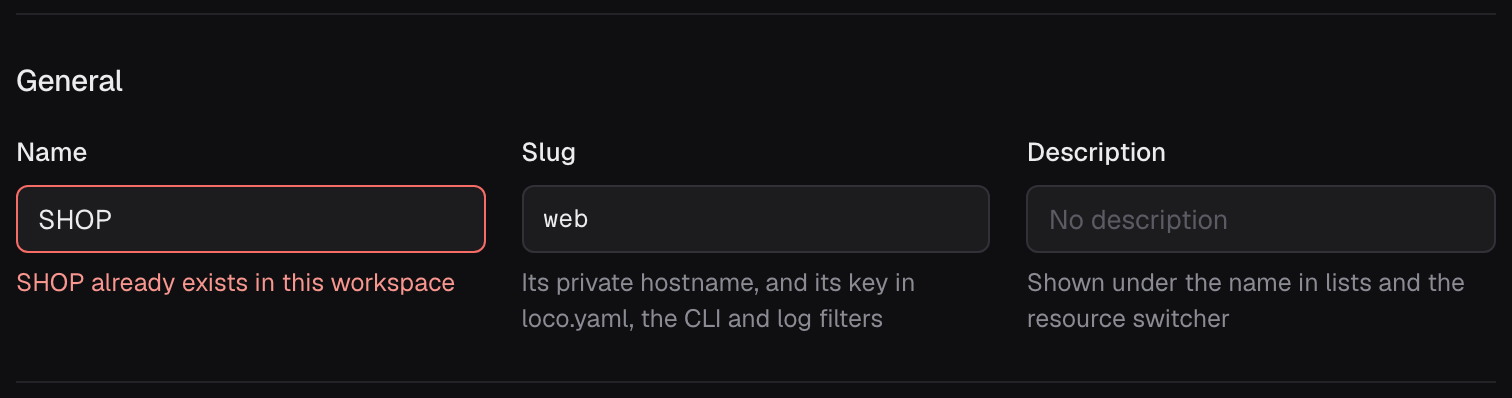 General
Name
Slug
Description
SHOP
web
No description
SHOP already exists in this workspace
Its private hostname, and its key in
loco.yaml, the CLI and log filters
Shown under the name in lists and the
resource switcher